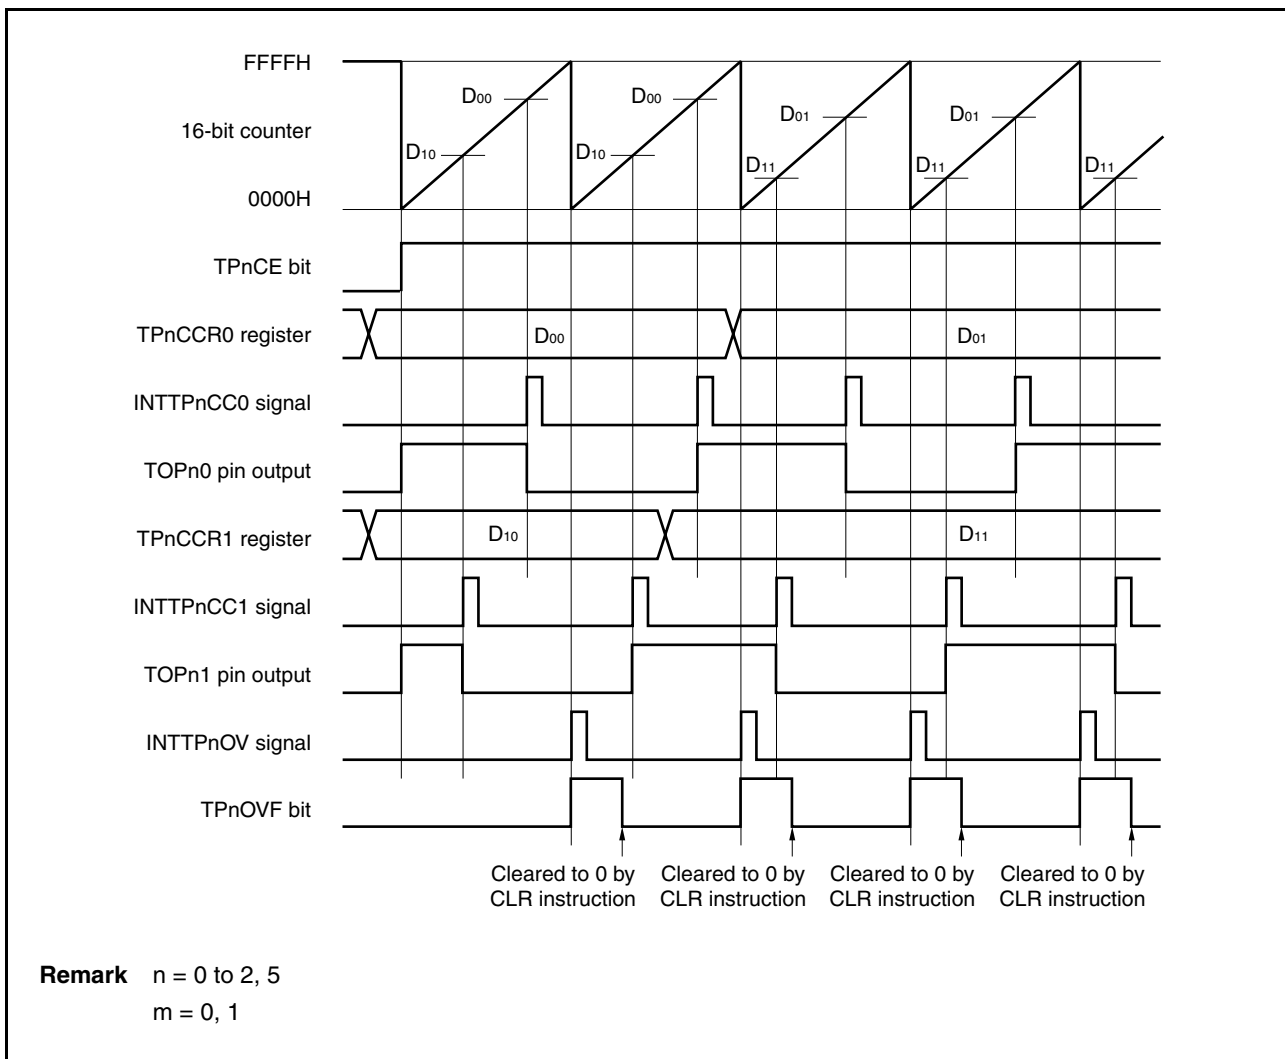 FFFFH
D00
D00
D01
D01
16-bit counter
D10
D10
D11
D11
D11
0000H
TPnCE bit
TPnCCR0 register
D00
D01
INTTPnCC0 signal
TOPn0 pin output
TPnCCR1 register
D10
D11
INTTPnCC1 signal
TOPn1 pin output
INTTPnOV signal
TPnOVF bit
Cleared to 0 by
CLR instruction
Cleared to 0 by
CLR instruction
Cleared to 0 by
CLR instruction
Cleared to 0 by
CLR instruction
Remark n = 0 to 2, 5
m = 0, 1